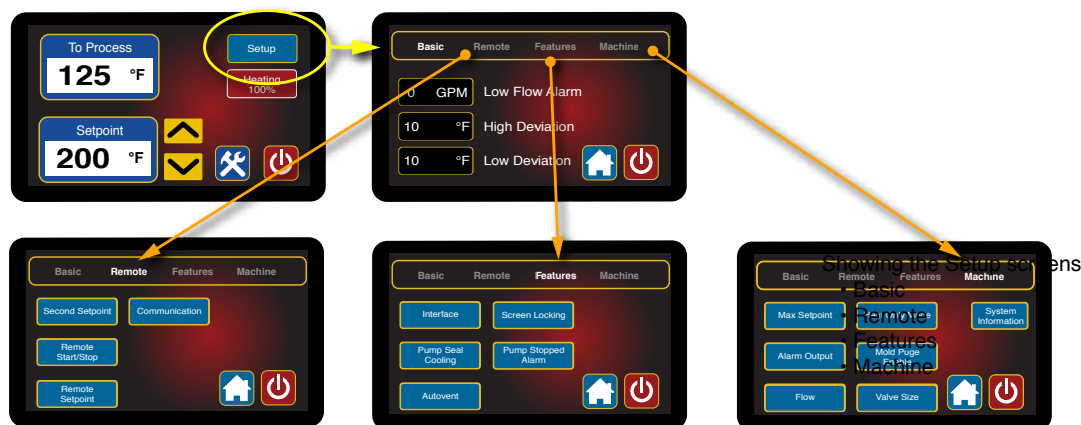 To Process
125 °F
Setup
Heating
100%
Setpoint
200 °F
Basic Remote Features Machine
0 GPM Low Flow Alarm
10 °F High Deviation
10 °F Low Deviation
Basic Remote Features Machine
Second Setpoint Communication
Remote
Start/Stop
Remote
Setpoint
Basic Remote Features Machine
Interface Screen Locking
Pump Seal
Cooling
Pump Stopped
Alarm
Autovent
Showing the Setup screens
• Basic
• Remote
• Features
• Machine
Basic Remote Features Machine
Max Setpoint
System
Information
Alarm Output
Mold Puge
Enable
Flow Valve Size